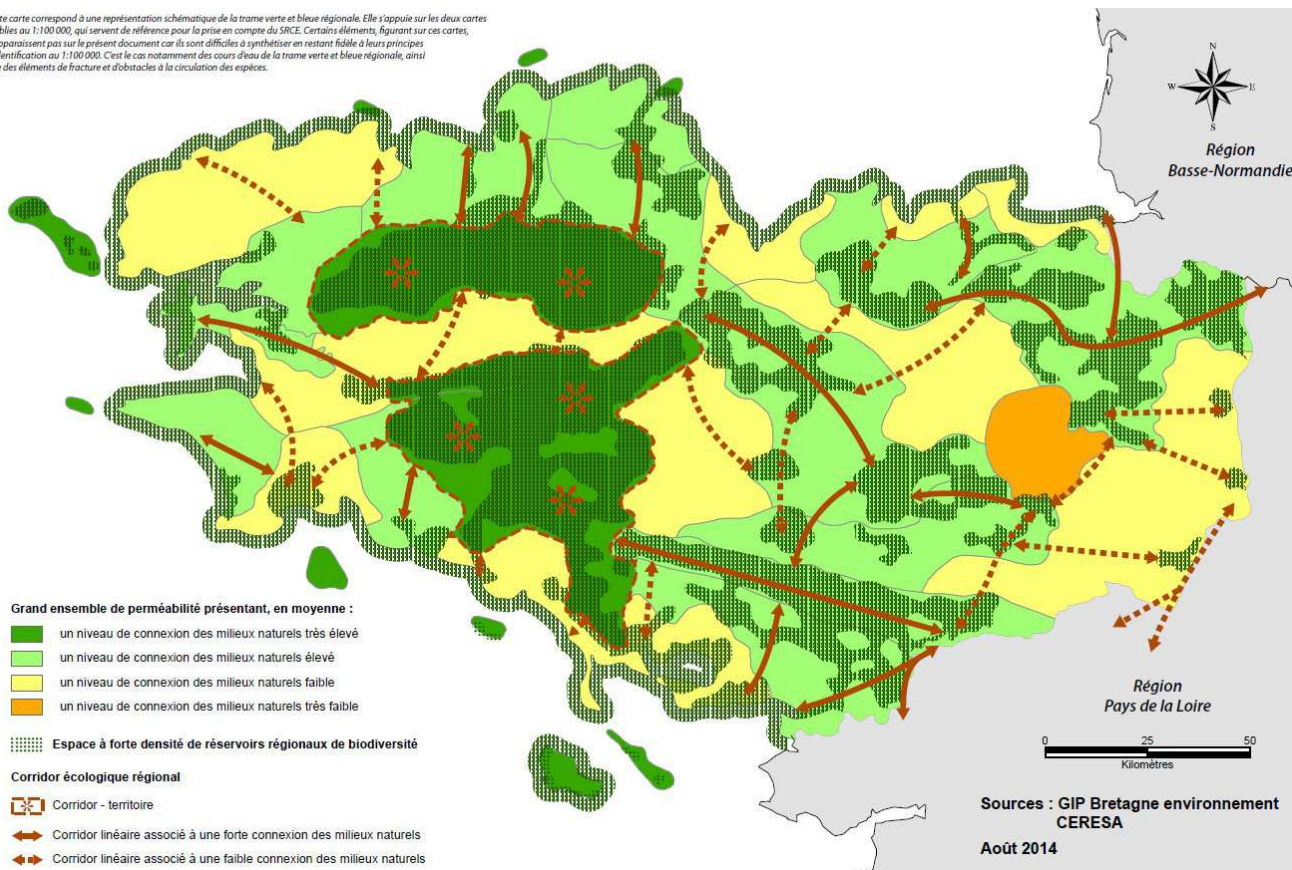 te carte correspond à une représentation schématique de la trame verte et bleue régionale. Elle s'appuie sur les deux cartes
blies au 1:100 000, qui servent de référence pour la prise en compte du SRCE. Certains éléments, figurant sur ces cartes,
pparaissent pas sur le présent document car ils sont difficiles à synthétiser en restant fidèle à leurs principes
dentification au 1:100 000. C'est le cas notamment des cours d'eau de la trame verte et bleue régionale, ainsi
e des éléments de fracture et d'obstacles à la circulation des espèces.
N
W
E
S
Région
Basse-Normandie
Grand ensemble de perméabilité présentant, en moyenne :
un niveau de connexion des milieux naturels très élevé
un niveau de connexion des milieux naturels élevé
un niveau de connexion des milieux naturels faible
un niveau de connexion des milieux naturels très faible
Espace à forte densité de réservoirs régionaux de biodiversité
Corridor écologique régional
Corridor - territoire
Corridor linéaire associé à une forte connexion des milieux naturels
Corridor linéaire associé à une faible connexion des milieux naturels
Région
Pays de la Loire
0 25 50
Kilomètres
Sources : GIP Bretagne environnement
CERESA
Août 2014